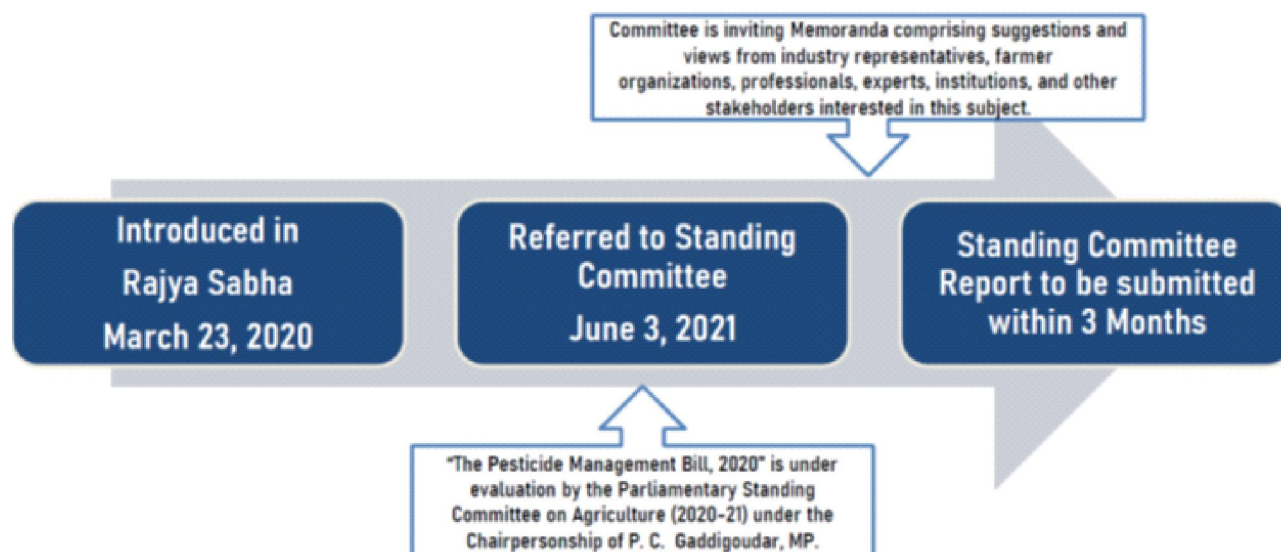 Committee is inviting Memoranda comprising suggestions and
views from industry representatives, farmer
organizations, professionals, experts, institutions, and other
stakeholders interested in this subject.
Introduced in
Rajya Sabha
March 23, 2020
Referred to Standing
Committee
June 3, 2021
Standing Committee
Report to be submitted
within 3 Months
"The Pesticide Management Bill, 2020" is under
evaluation by the Parliamentary Standing
Committee on Agriculture (2020-21) under the
Chairpersonship of P. C. Gaddigoudar, MP.